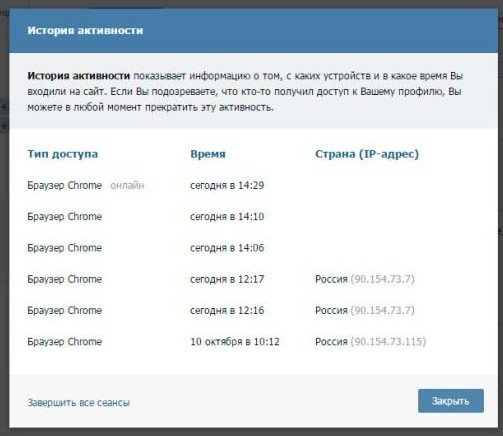 История активности
История активности показывает информацию о том, с каких устройств и в какое время Вы
входили на сайт. Если Вы подозреваете, что кто-то получил доступ к Вашему профилю, Вы
можете в любой момент прекратить эту активность.
Тип доступа Время Страна (IP-адрес)
Браузер Chrome онлайн сегодня в 14:29
Браузер Chrome сегодня в 14:10
Браузер Chrome сегодня в 14:06
Браузер Chrome сегодня в 12:17 Россия (90.154.73.7)
Браузер Chrome сегодня в 12:16 Россия (90.154.73.7)
Браузер Chrome 10 октября в 10:12 Россия (90.154.73.115)
Завершить все сеансы Закрыть